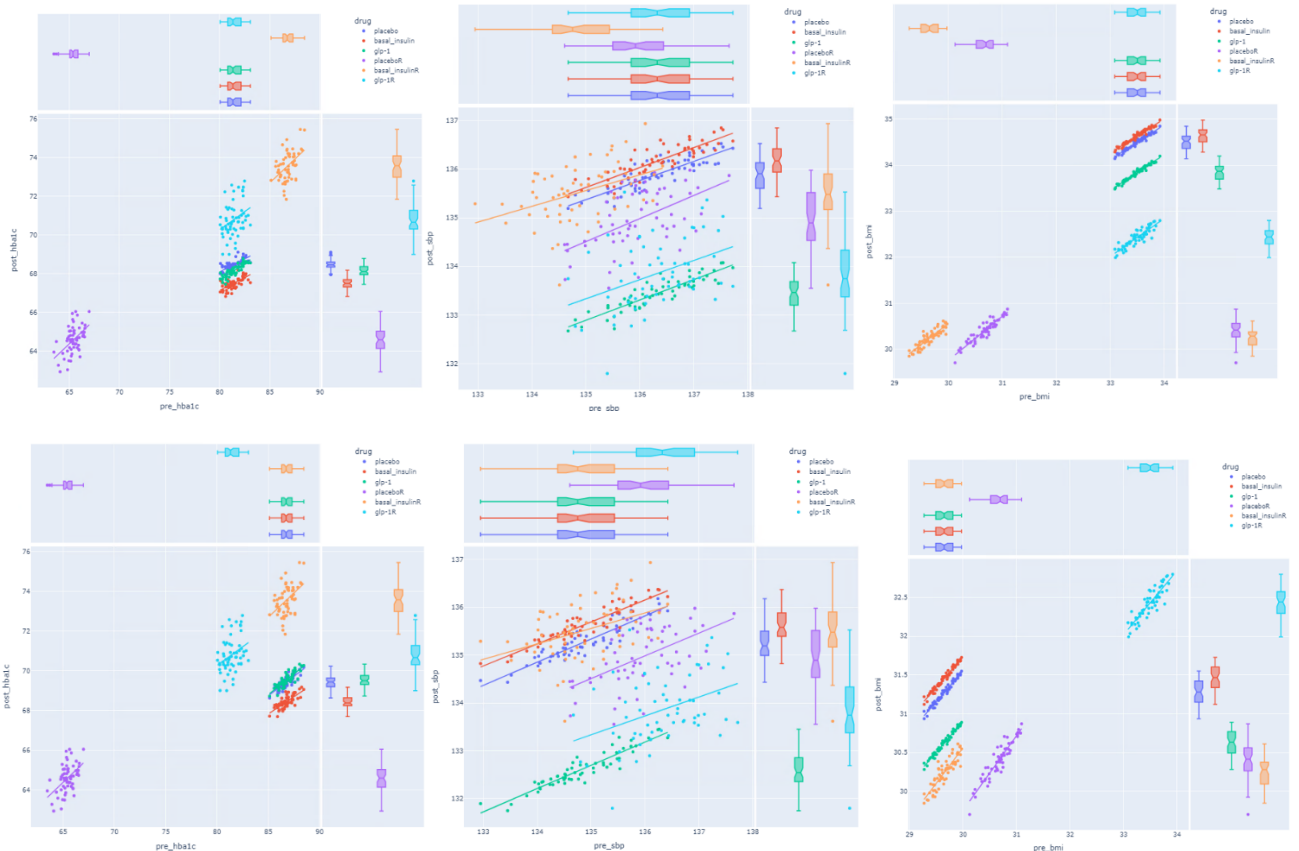 drug
placebo
basal_insulin
glp-1
placeboR
basal_insulinR
glp-1R
76
74
72
70
68
66
64
post_hba1c
65
70
75
80
85
90
pre_hba1c
drug
placebo
basal_insulin
glp-1
placeboR
basal_insulinR
glp-1R
137
136
135
134
133
132
post_sbp
133
134
135
136
137
138
pre_sbp
drug
placebo
basal_insulin
glp-1
placeboR
basal_insulinR
glp-1R
35
34
33
32
31
30
post_bmi
29
30
31
32
33
34
pre_bmi
drug
placebo
basal_insulin
glp-1
placeboR
basal_insulinR
glp-1R
76
74
72
70
68
66
64
post_hba1c
65
70
75
80
85
90
pre_hba1c
drug
placebo
basal_insulin
glp-1
placeboR
basal_insulinR
glp-1R
137
136
135
134
133
132
post_sbp
133
134
135
136
137
138
pre_sbp
drug
placebo
basal_insulin
glp-1
placeboR
basal_insulinR
glp-1R
32.5
32
31.5
31
30.5
30
post_bmi
29
30
31
32
33
34
pre_bmi